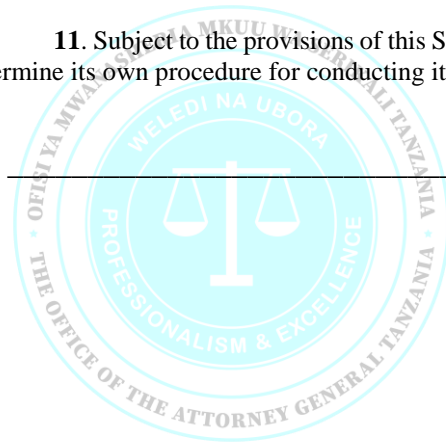 11. Subject to the provisions of this S
ermine its own procedure for conducting it
OFISI YA MWANASHERIA MKUU WA SERIKALI TANZANIA
WELEDI NA UBORA
PROFESSIONALISM & EXCELLENCE
THE OFFICE OF THE ATTORNEY GENERAL TANZANIA